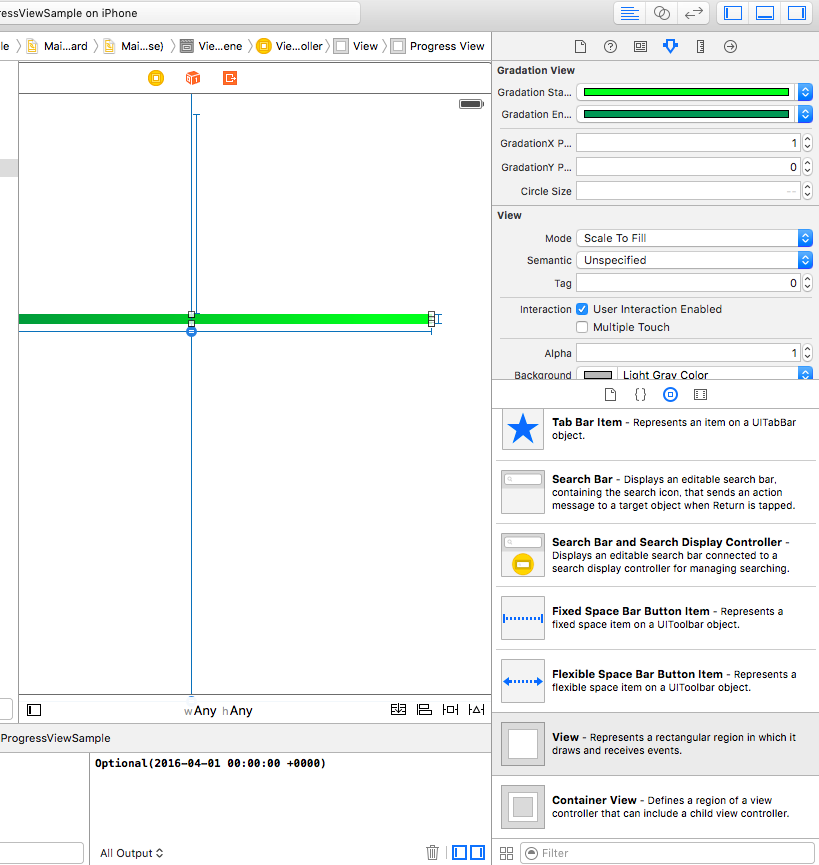 gressViewSample on iPhone
le
Mai...ard
Mai...se)
Vie...ene
Vie...oller
View
Progress View
Gradation View
Gradation Sta...
Gradation En...
GradationX P...
1
GradationY P...
0
Circle Size
--
View
Mode
Scale To Fill
Semantic
Unspecified
Tag
0
Interaction
User Interaction Enabled
Multiple Touch
Alpha
1
Background
Light Gray Color
Tab Bar Item - Represents an item on a UITabBar
object.
Search Bar - Displays an editable search bar,
containing the search icon, that sends an action
message to a target object when Return is tapped.
Search Bar and Search Display Controller -
Displays an editable search bar connected to a
search display controller for managing searching.
Fixed Space Bar Button Item - Represents a
fixed space item on a UIToolbar object.
Flexible Space Bar Button Item - Represents a
flexible space item on a UIToolbar object.
View - Represents a rectangular region in which it
draws and receives events.
Container View - Defines a region of a view
controller that can include a child view controller.
Filter
wAny hAny
ProgressViewSample
Optional(2016-04-01 00:00:00 +0000)
All Output